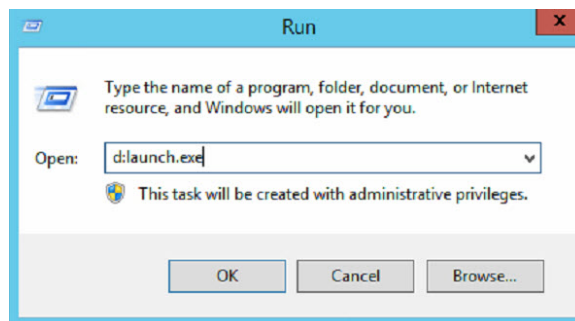 Run
x
Type the name of a program, folder, document, or Internet
resource, and Windows will open it for you.
Open: d:launch.exe
This task will be created with administrative privileges.
OK Cancel Browse...